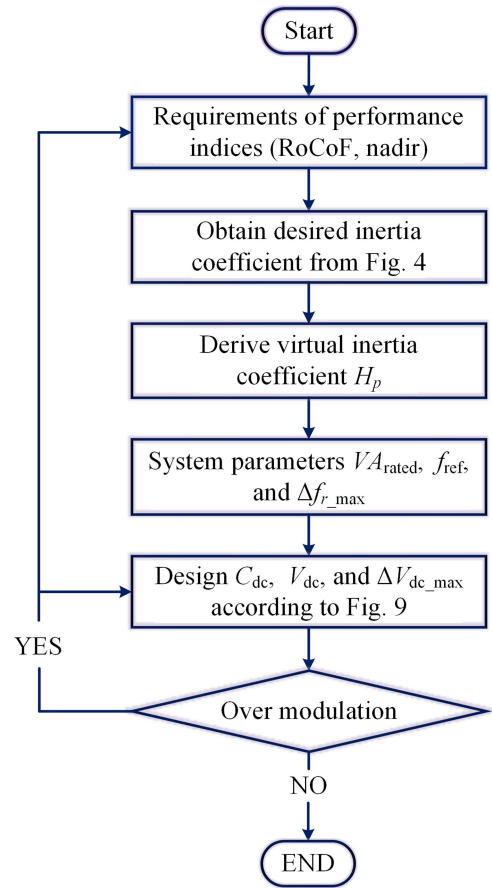 Start
Requirements of performance
indices (RoCoF, nadir)
Obtain desired inertia
coefficient from Fig. 4
Derive virtual inertia
coefficient Hp
System parameters VArated, fref,
and Δfr_max
Design Cdc, Vdc, and ΔVdc_max
according to Fig. 9
YES
Over modulation
NO
END